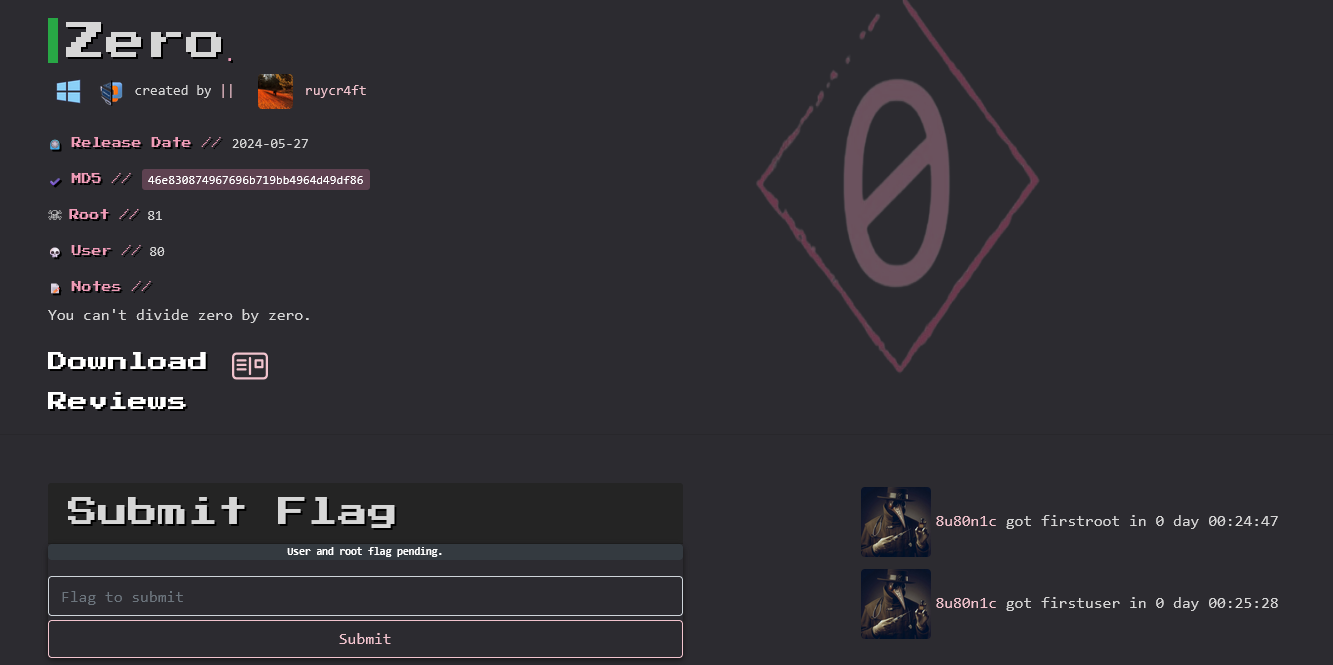 Zero.
created by || ruycr4ft
Release Date // 2024-05-27
MD5 // 46e830874967696b719bb4964d49df86
Root // 81
User // 80
Notes //
You can't divide zero by zero.
Download
Reviews
0
Submit Flag
User and root flag pending.
Flag to submit
Submit
8u80n1c got firstroot in 0 day 00:24:47
8u80n1c got firstuser in 0 day 00:25:28